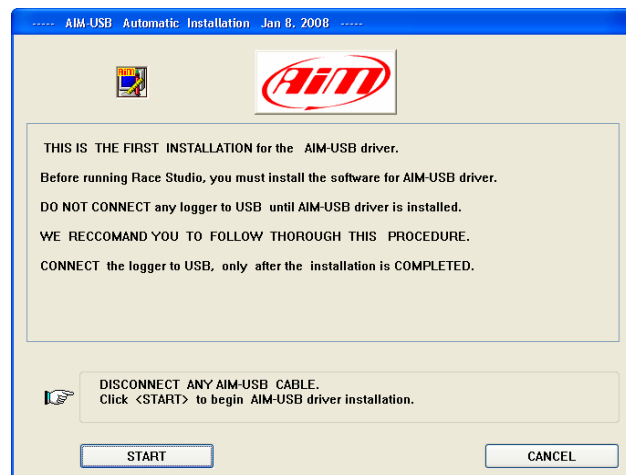 ----- AIM-USB Automatic Installation Jan 8. 2008 -----
AIM
AiM
THIS IS THE FIRST INSTALLATION for the AIM-USB driver.
Before running Race Studio, you must install the software for AIM-USB driver.
DO NOT CONNECT any logger to USB until AIM-USB driver is installed.
WE RECCOMAND YOU TO FOLLOW THOROUGH THIS PROCEDURE.
CONNECT the logger to USB, only after the installation is COMPLETED.
DISCONNECT ANY AIM-USB CABLE.
Click <START> to begin AIM-USB driver installation.
START
CANCEL